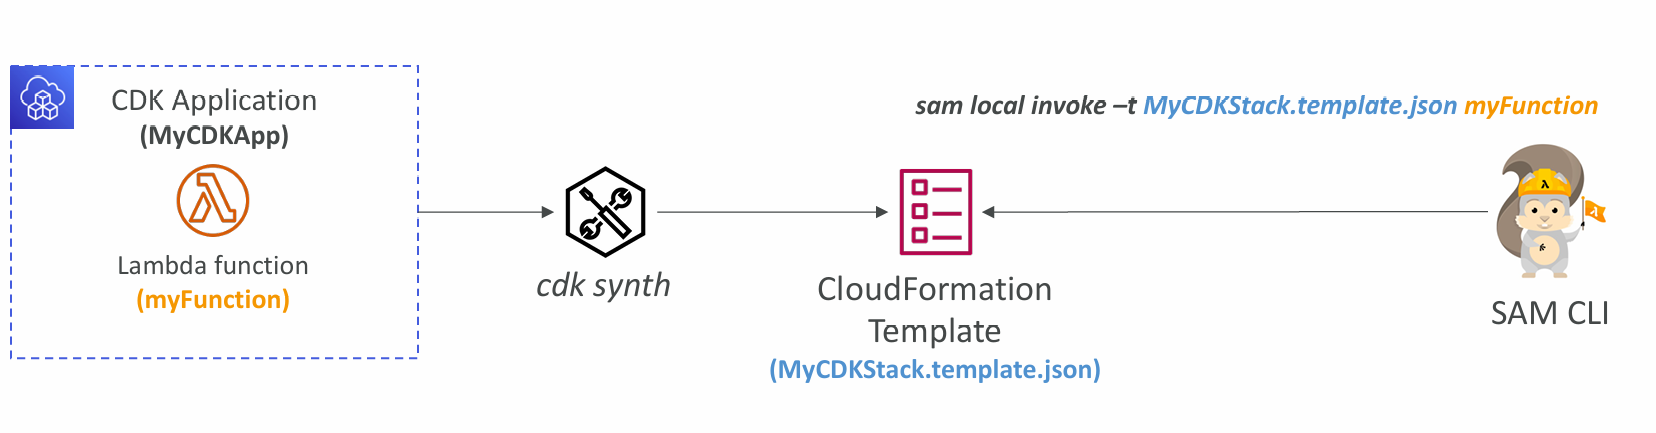 CDK Application
(MyCDKApp)
Lambda function
(myFunction)
cdk synth
CloudFormation
Template
(MyCDKStack.template.json)
sam local invoke –t MyCDKStack.template.json myFunction
SAM CLI